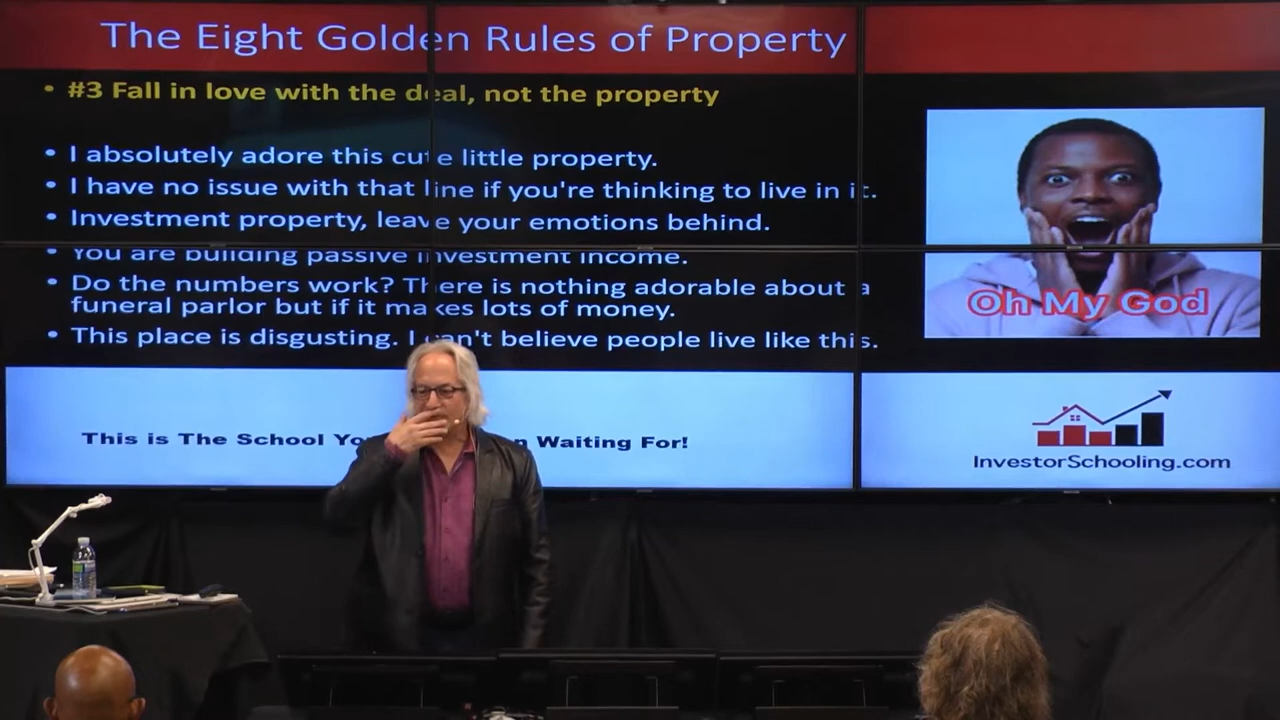 The Eight Golden Rules of Property
• #3 Fall in love with the deal, not the property
• I absolutely adore this cute little property.
• I have no issue with that line if you're thinking to live in it.
• Investment property, leave your emotions behind.
• You are building passive investment income.
• Do the numbers work? There is nothing adorable about a
funeral parlor but if it makes lots of money.
• This place is disgusting. I can't believe people live like this.
Oh My God
This is The School Yo n Waiting For!
InvestorSchooling.com